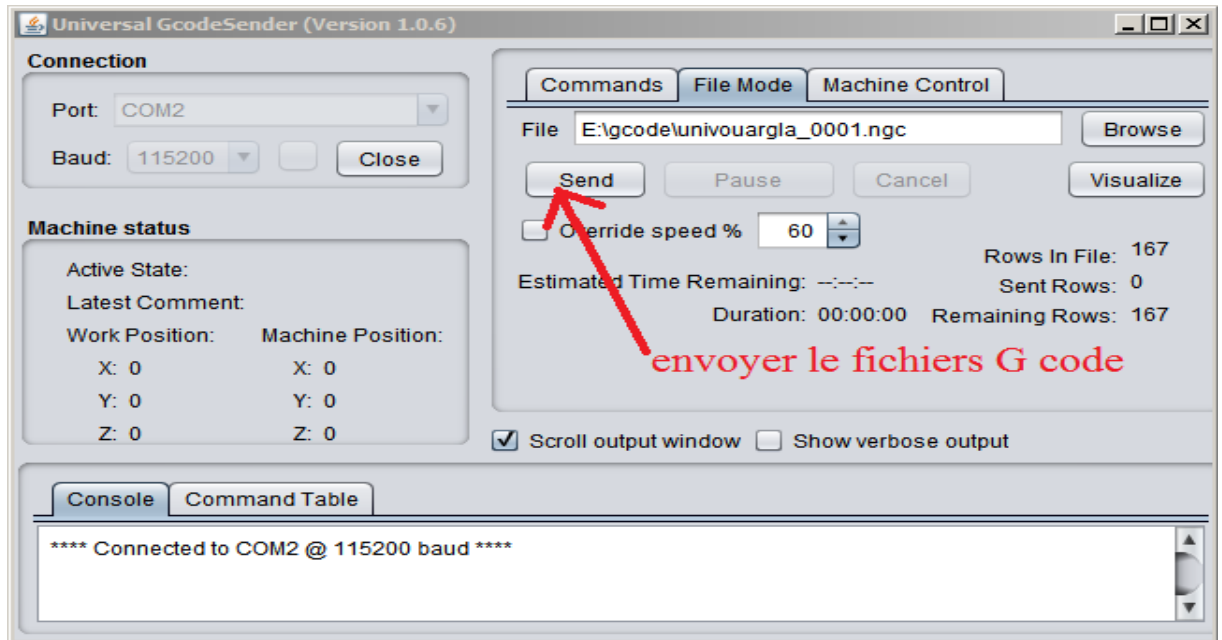 Universal GcodeSender (Version 1.0.6)
Connection
Port: COM2
Baud: 115200 Close
Machine status
Active State:
Latest Comment:
Work Position: Machine Position:
X: 0 X: 0
Y: 0 Y: 0
Z: 0 Z: 0
Commands File Mode Machine Control
File E:\gcode\univouargla_0001.ngc Browse
Send Pause Cancel Visualize
Override speed % 60
Rows In File: 167
Estimated Time Remaining: --:--:-- Sent Rows: 0
Duration: 00:00:00 Remaining Rows: 167
envoyer le fichiers G code
Scroll output window Show verbose output
Console Command Table
**** Connected to COM2 @ 115200 baud ****